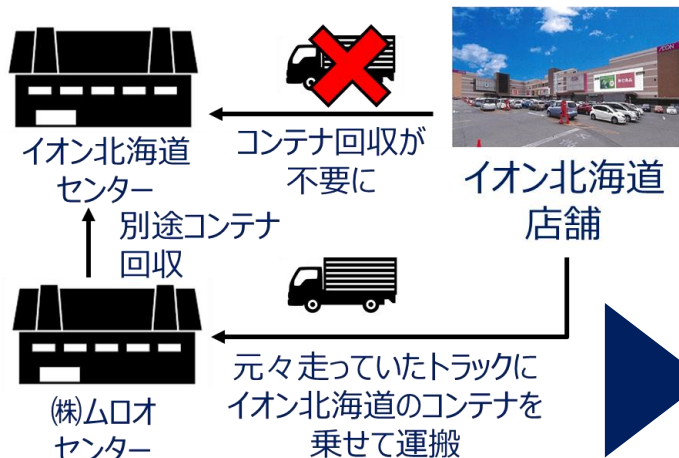 イオン北海道
センター
コンテナ回収が
不要に
AEON
イオン北海道
店舗
別途コンテナ
回収
㈱ムロオ
センター
元々走っていたトラックに
イオン北海道のコンテナを
乗せて運搬